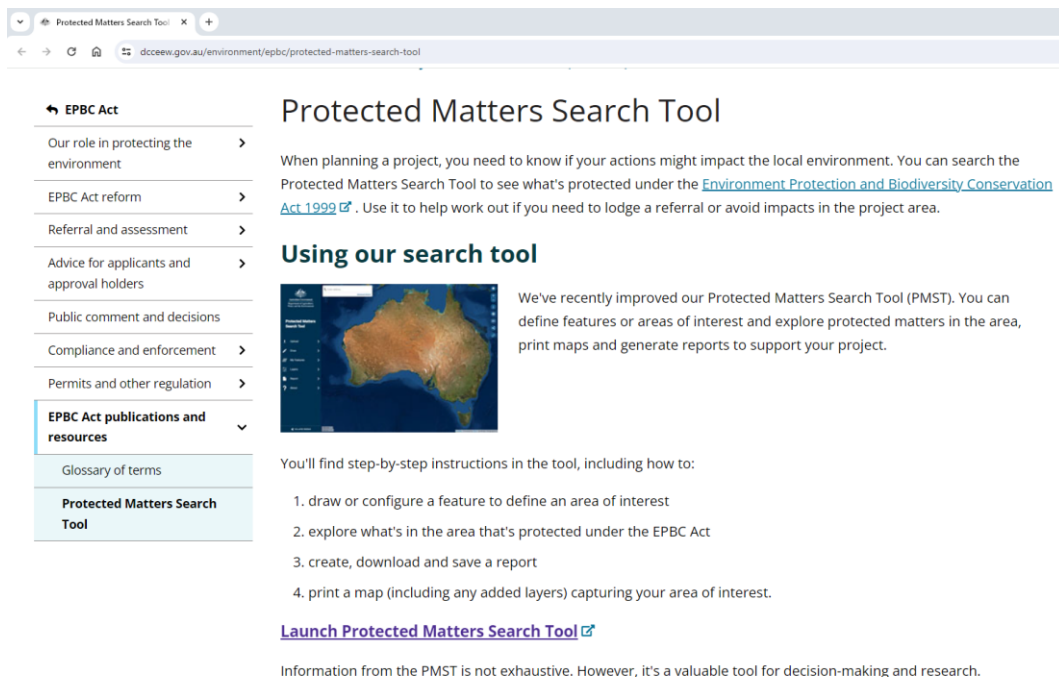 Protected Matters Search Tool
dcceew.gov.au/environment/epbc/protected-matters-search-tool
EPBC Act
Our role in protecting the
environment
EPBC Act reform
Referral and assessment
Advice for applicants and
approval holders
Public comment and decisions
Compliance and enforcement
Permits and other regulation
EPBC Act publications and
resources
Glossary of terms
Protected Matters Search
Tool
Protected Matters Search Tool
When planning a project, you need to know if your actions might impact the local environment. You can search the
Protected Matters Search Tool to see what's protected under the Environment Protection and Biodiversity Conservation
Act 1999 . Use it to help work out if you need to lodge a referral or avoid impacts in the project area.
Using our search tool
Protected Matters
Search Tool
We've recently improved our Protected Matters Search Tool (PMST). You can
define features or areas of interest and explore protected matters in the area,
print maps and generate reports to support your project.
You'll find step-by-step instructions in the tool, including how to:
1. draw or configure a feature to define an area of interest
2. explore what's in the area that's protected under the EPBC Act
3. create, download and save a report
4. print a map (including any added layers) capturing your area of interest.
Launch Protected Matters Search Tool
Information from the PMST is not exhaustive. However, it's a valuable tool for decision-making and research.